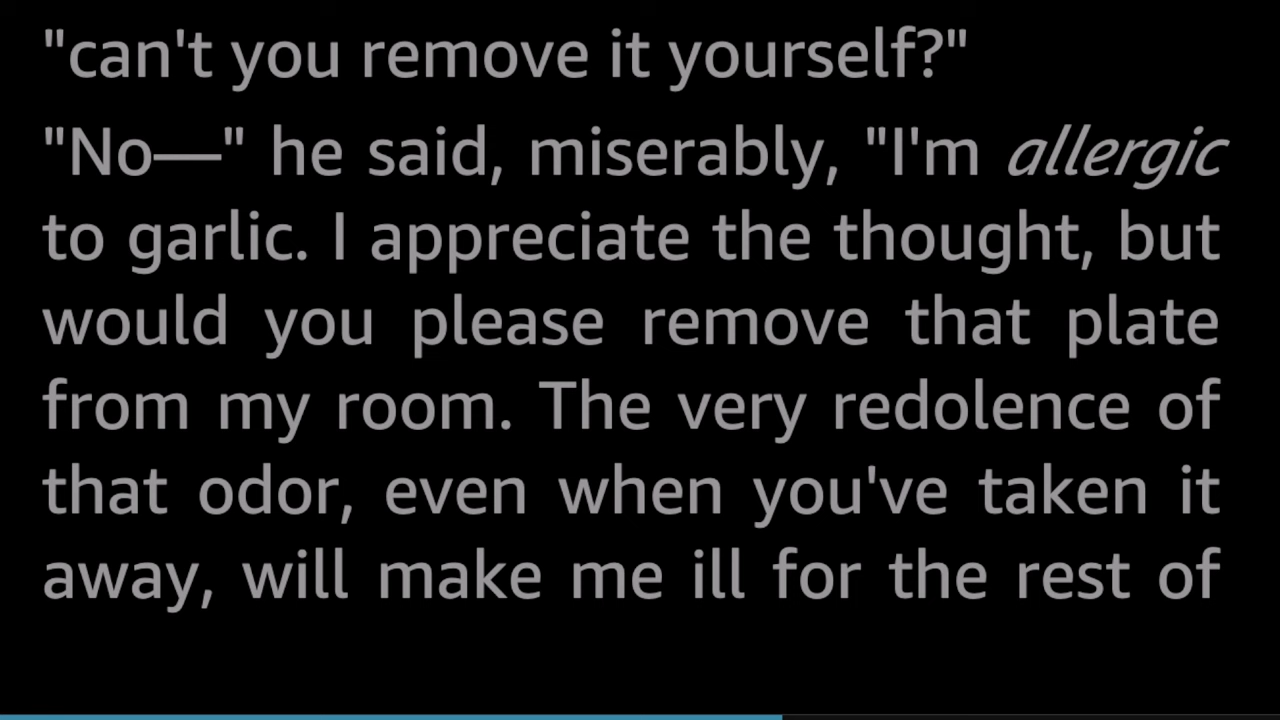 "can't you remove it yourself?"
"No—" he said, miserably, "I'm allergic
to garlic. I appreciate the thought, but
would you please remove that plate
from my room. The very redolence of
that odor, even when you've taken it
away, will make me ill for the rest of